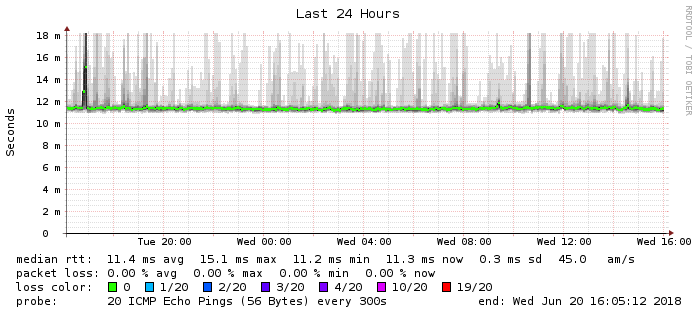 Last 24 Hours
RRDTOOL / TOBI OETIKER
Seconds
18 m
16 m
14 m
12 m
10 m
8 m
6 m
4 m
2 m
0
Tue 20:00 Wed 00:00 Wed 04:00 Wed 08:00 Wed 12:00 Wed 16:00
median rtt: 11.4 ms avg 15.1 ms max 11.2 ms min 11.3 ms now 0.3 ms sd 45.0 am/s
packet loss: 0.00 % avg 0.00 % max 0.00 % min 0.00 % now
loss color: 0 1/20 2/20 3/20 4/20 10/20 19/20
probe: 20 ICMP Echo Pings (56 Bytes) every 300s end: Wed Jun 20 16:05:12 2018